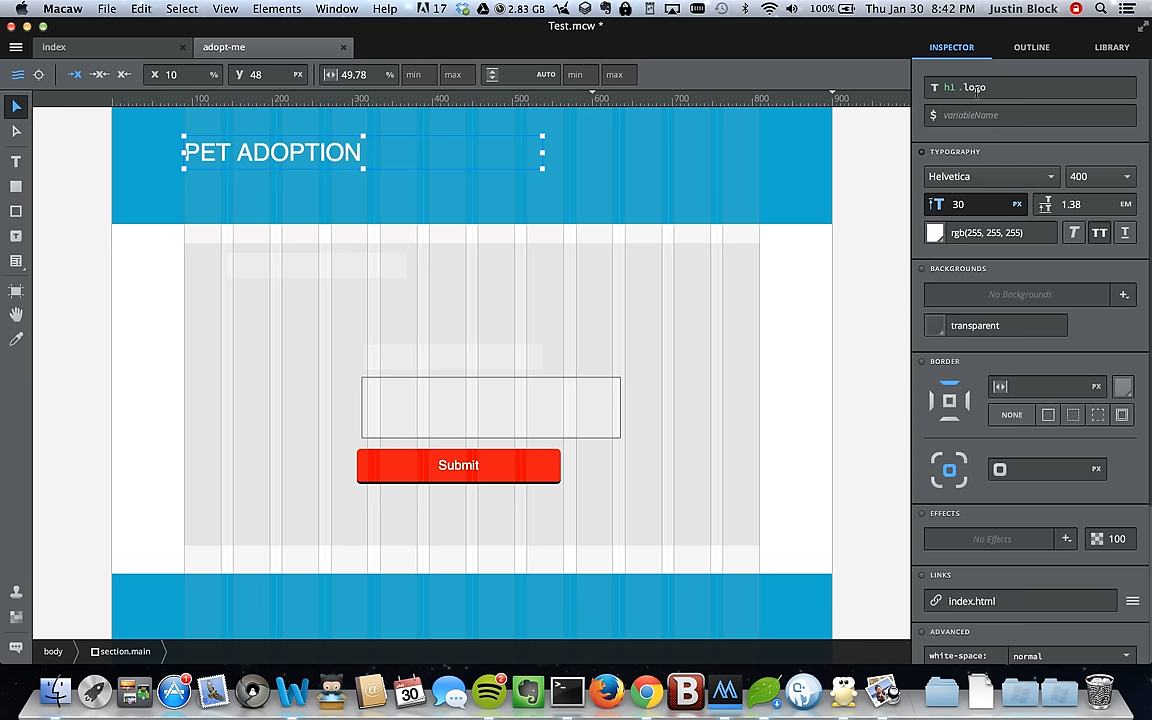 Macaw File Edit Select View Elements Window Help 17 2.83 GB 100% Thu Jan 30 8:42 PM Justin Block
Test.mcw *
index × adopt-me × INSPECTOR OUTLINE LIBRARY
X 10 % y 48 PX 49.78 % min max AUTO min max
T h1 .logo
100 200 300 400 500 600 700 800 900
$ variableName
TYPOGRAPHY
PET ADOPTION
Helvetica 400
30 PX 1.38 EM
rgb(255, 255, 255) T TT T
BACKGROUNDS
No Backgrounds
transparent
BORDER
PX
NONE
Submit
PX
EFFECTS
No Effects 100
LINKS
index.html
ADVANCED
body section.main
white-space: normal
JAN 30 1 2